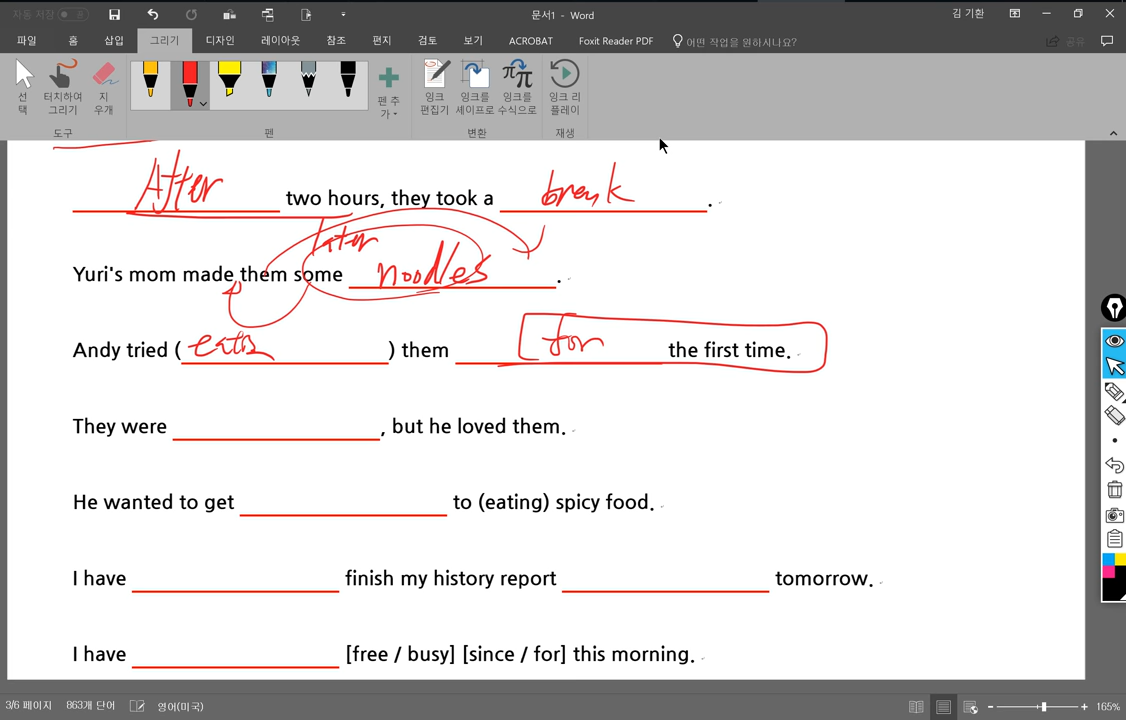 자동 저장
문서1 - Word
김 기환
파일 홈 삽입 그리기 디자인 레이아웃 참조 편지 검토 보기 ACROBAT Foxit Reader PDF 어떤 작업을 원하시나요? 공유
선택
터치하여 그리기
지우개
펜 추가
잉크 편집기
잉크를 셰이프로
잉크를 수식으로
잉크 리플레이
도구 펜 변환 재생
After two hours, they took a break.
later
Yuri's mom made them some noodles.
Andy tried ( ) them for the first time.
They were , but he loved them.
He wanted to get to (eating) spicy food.
I have finish my history report tomorrow.
I have [free / busy] [since / for] this morning.
3/6 페이지 863개 단어 영어(미국) 165%